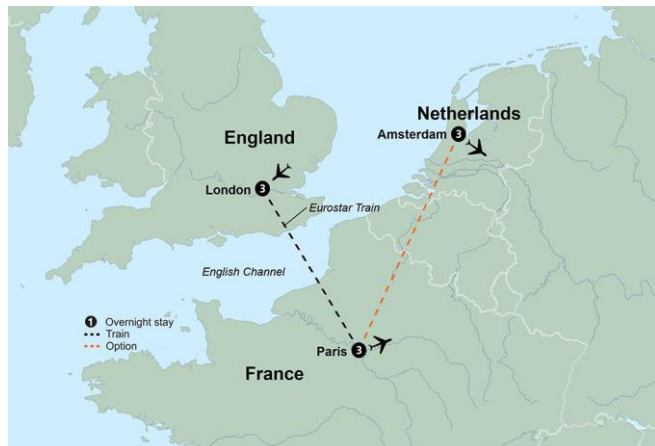 Netherlands
Amsterdam 3
England
London 3
Eurostar Train
English Channel
1 Overnight stay
Train
Option
Paris 3
France